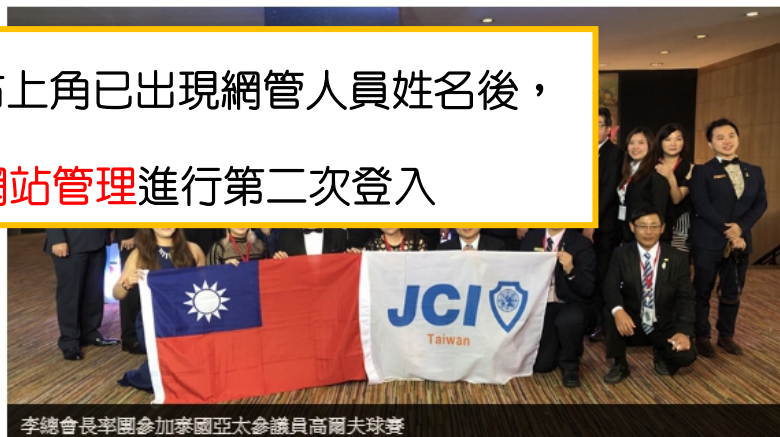 上角已出現網管人員姓名後，
站管理進行第二次登入
JCI
Taiwan
李總會長率團參加泰國亞太參議員高爾夫球賽